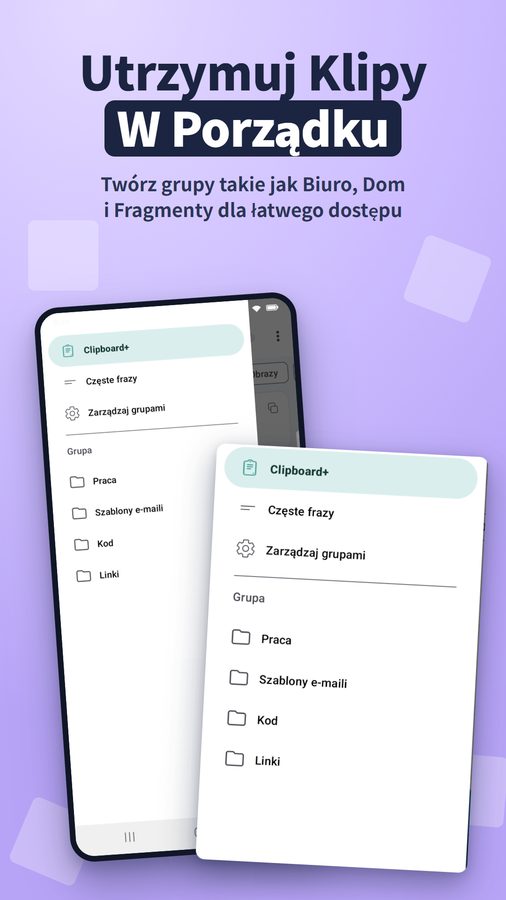 Utrzymuj Klipy
W Porządku
Twórz grupy takie jak Biuro, Dom
i Fragmenty dla łatwego dostępu
Clipboard+
Częste frazy
Zarządzaj grupami
Grupa
Praca
Szablony e-maili
Kod
Linki
Clipboard+
Częste frazy
Zarządzaj grupami
Grupa
Praca
Szablony e-maili
Kod
Linki